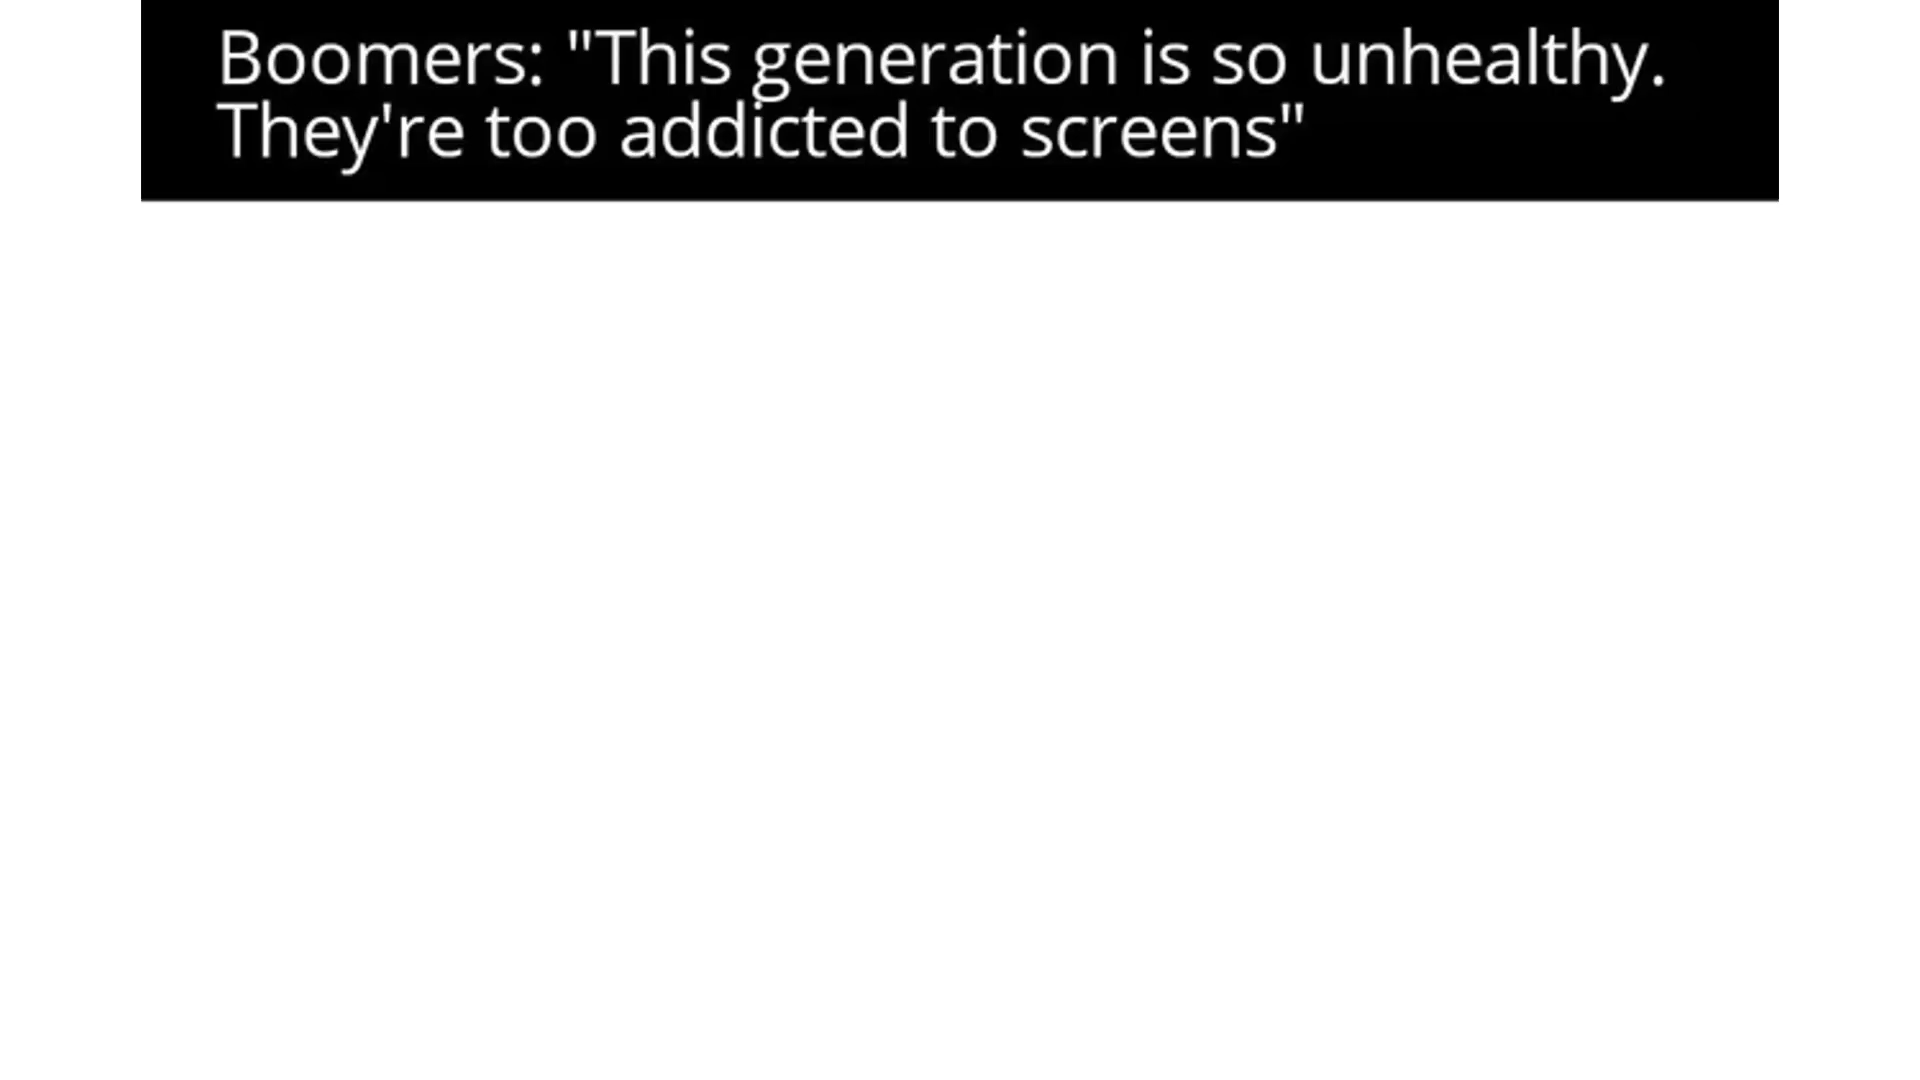 Boomers: "This generation is so unhealthy.
They're too addicted to screens"